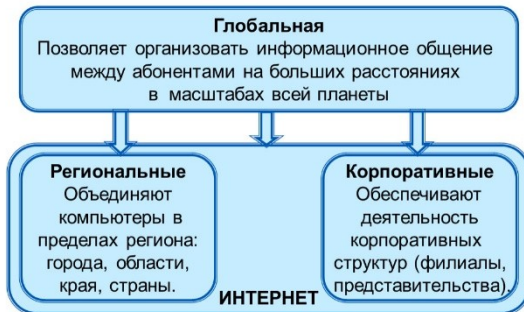 Глобальная
Позволяет организовать информационное общение
между абонентами на больших расстояниях
в масштабах всей планеты
Региональные
Объединяют
компьютеры в
пределах региона:
города, области,
края, страны.
Корпоративные
Обеспечивают
деятельность
корпоративных
структур (филиалы,
представительства).
ИНТЕРНЕТ